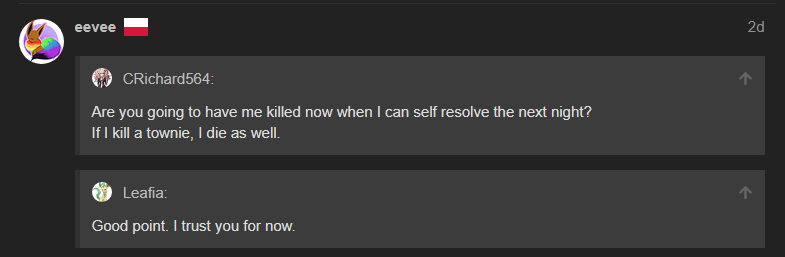 eevee
2d
CRichard564:
Are you going to have me killed now when I can self resolve the next night?
If I kill a townie, I die as well.
Leafia:
Good point. I trust you for now.